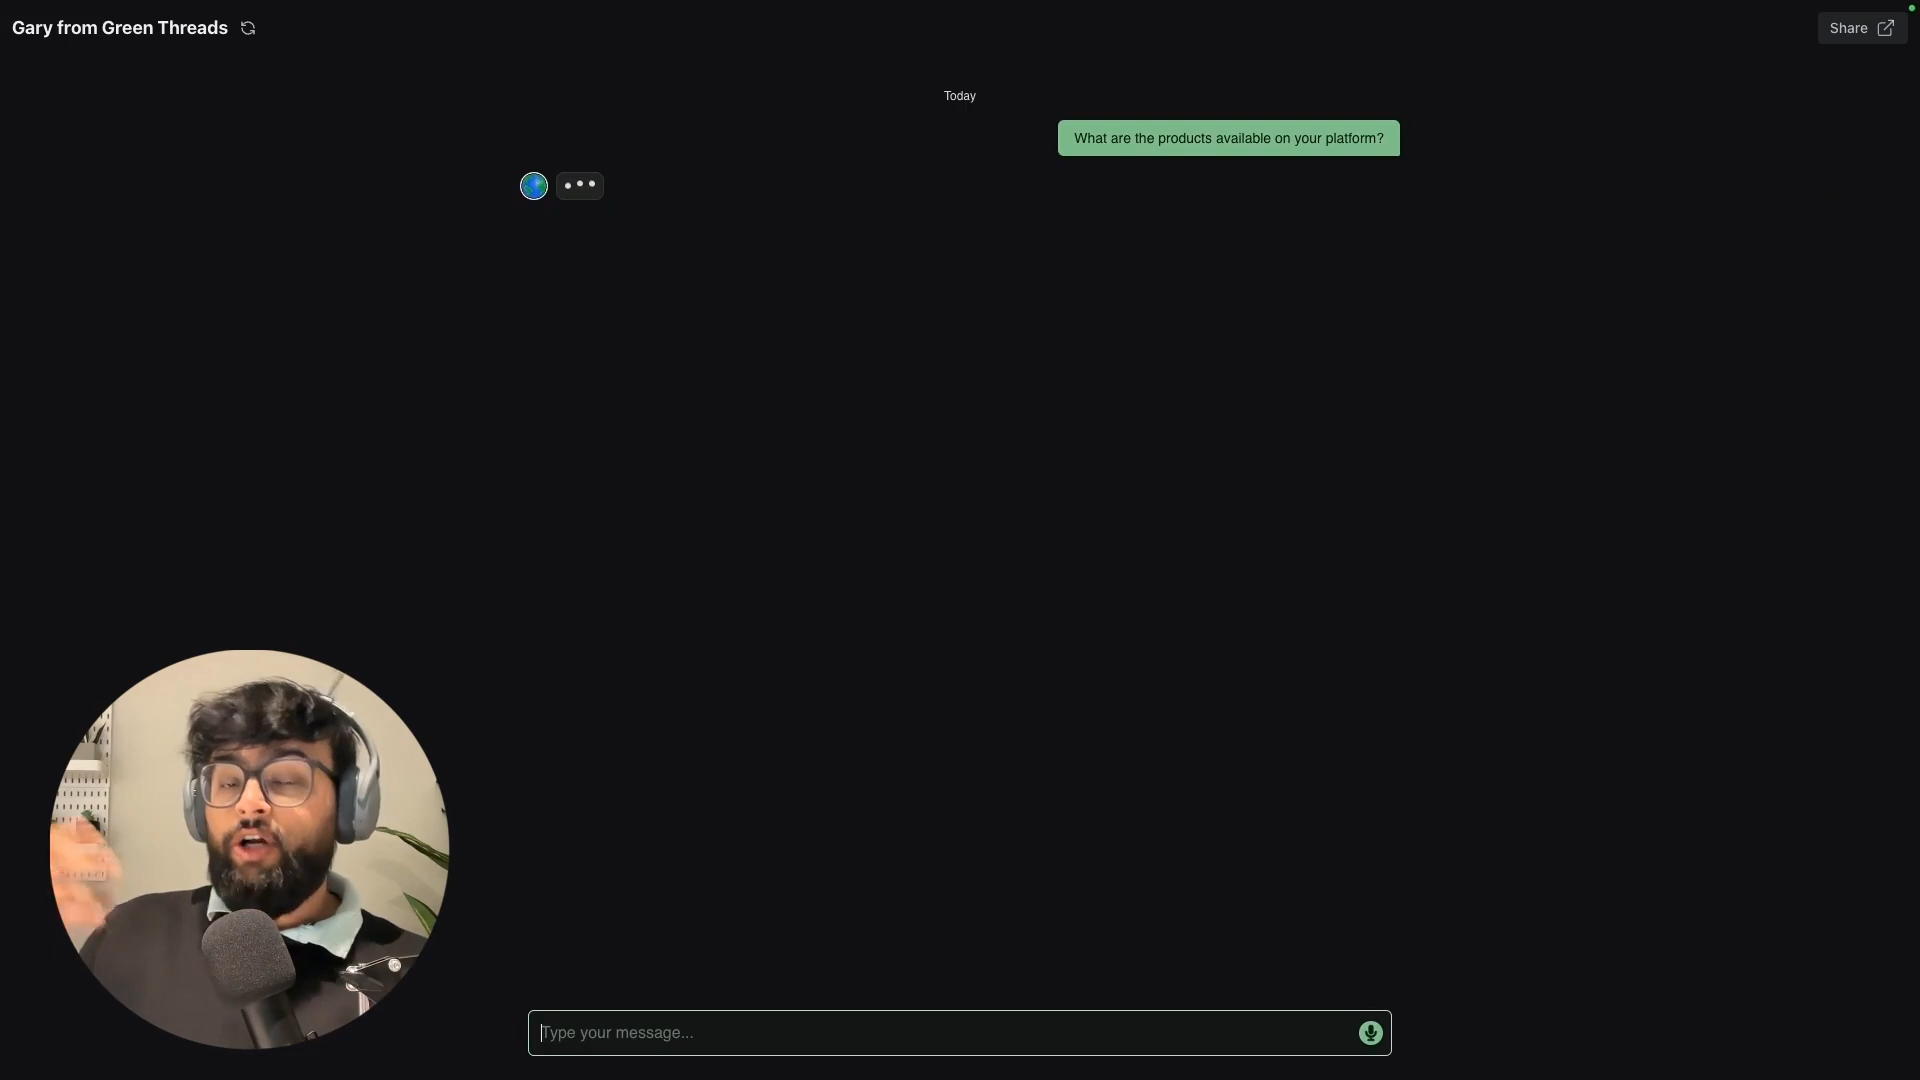 Gary from Green Threads
Share
Today
What are the products available on your platform?
Type your message...